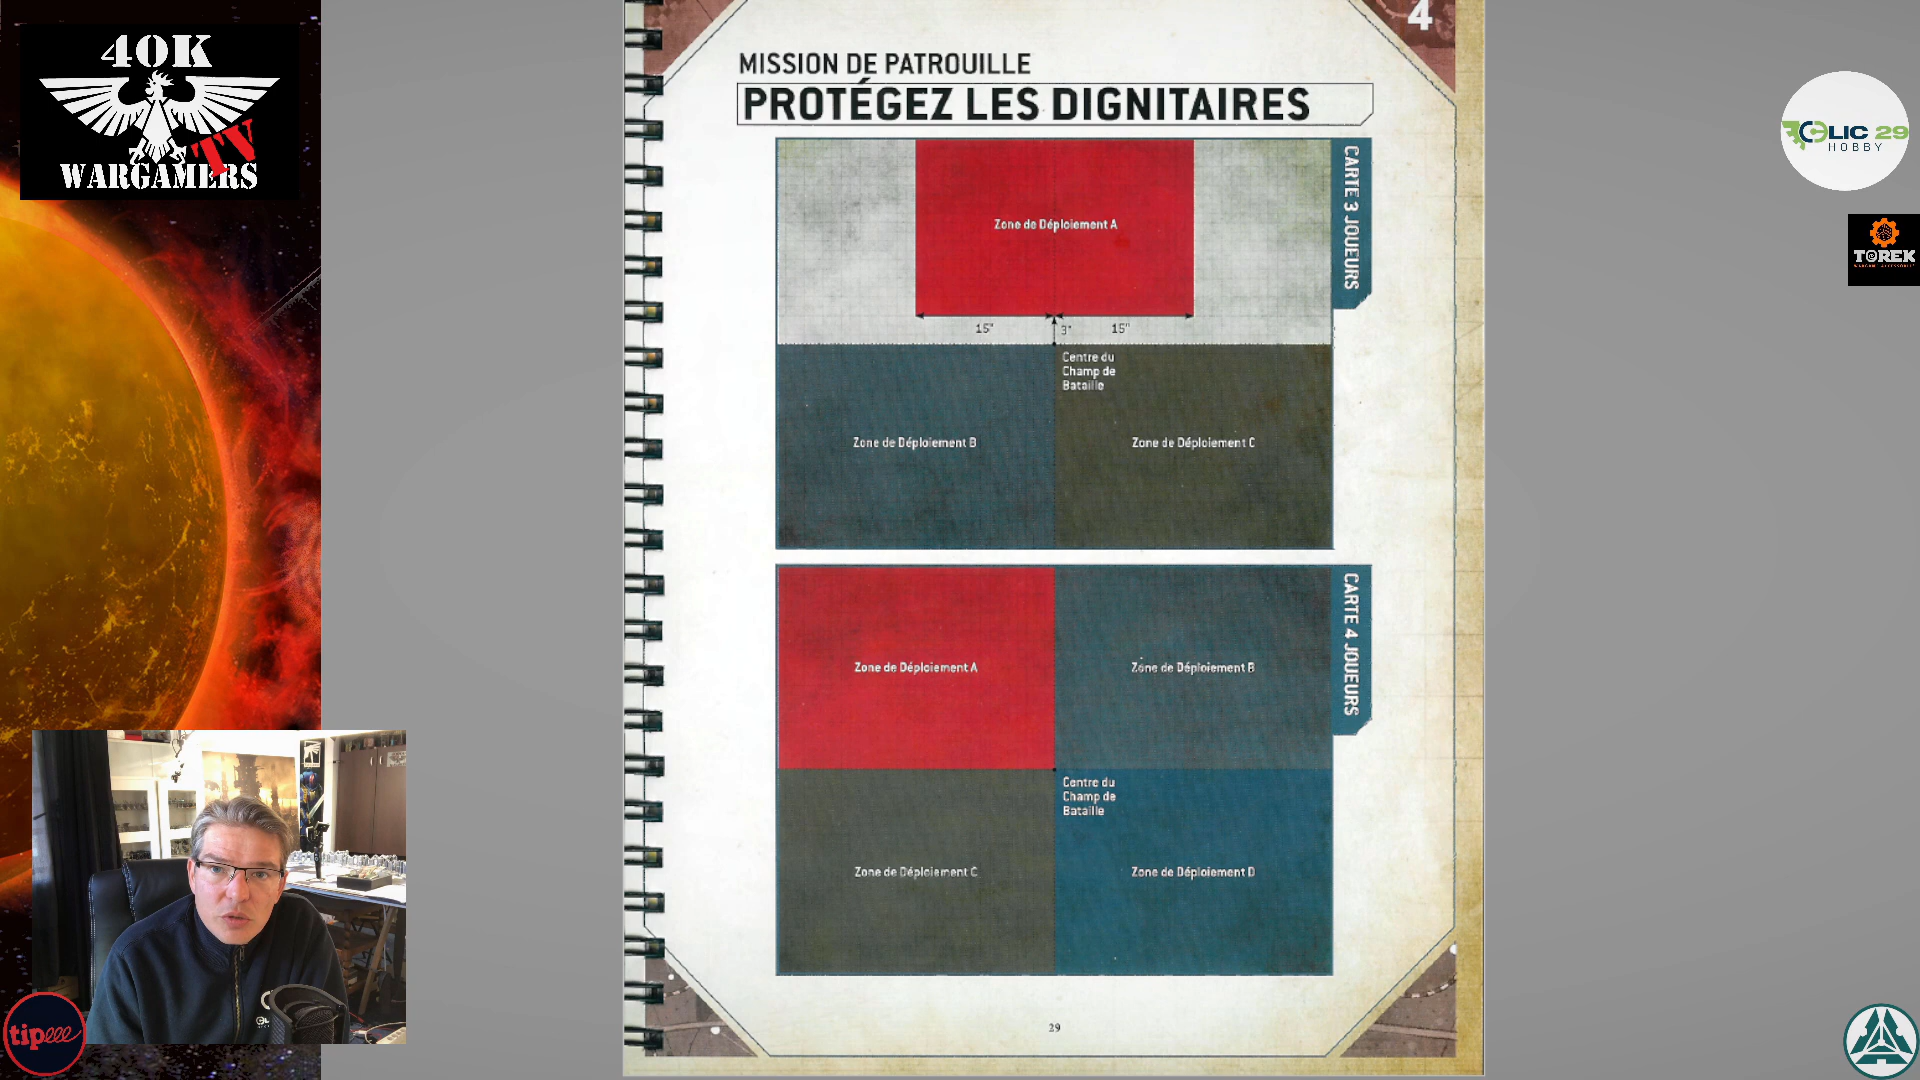 40K
TV
WARGAMERS
4
MISSION DE PATROUILLE
PROTÉGEZ LES DIGNITAIRES
CARTE 3 JOUEURS
Zone de Déploiement A
15"
3"
15"
Centre du
Champ de
Bataille
Zone de Déploiement B
Zone de Déploiement C
CARTE 4 JOUEURS
Zone de Déploiement A
Zone de Déploiement B
Centre du
Champ de
Bataille
Zone de Déploiement C
Zone de Déploiement D
29
CLIC 29
HOBBY
TOREK
tipeee